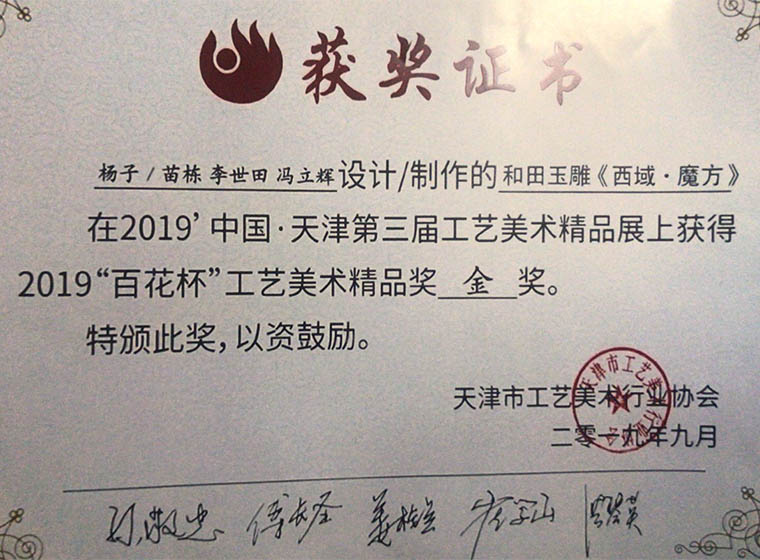 获奖证书
杨子/苗栋 李世田 冯立辉设计/制作的 和田玉雕《西域·魔方》
在2019’中国·天津第三届工艺美术精品展上获得
2019“百花杯”工艺美术精品奖 金 奖。
特颁此奖,以资鼓励。
天津市工艺美术行业协会
二零一九年九月